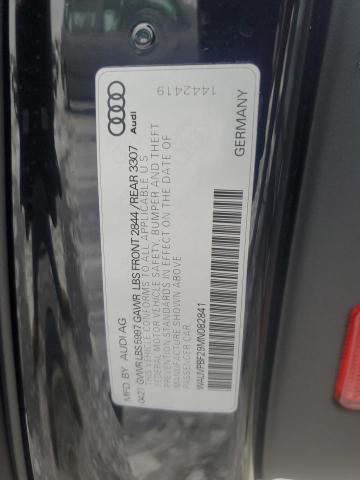 1442419
Audi
GERMANY
MFD BY AUDI AG
04/21 GVWR LBS 5997 GAWR LBS FRONT 2844 / REAR 3307
THIS VEHICLE CONFORMS TO ALL APPLICABLE U.S
FEDERAL MOTOR VEHICLE SAFETY, BUMPER AND THEFT
PREVENTION STANDARDS IN EFFECT ON THE DATE OF
MANUFACTURE SHOWN ABOVE.
PASSENGER CAR
WAUVPBF29MN082841